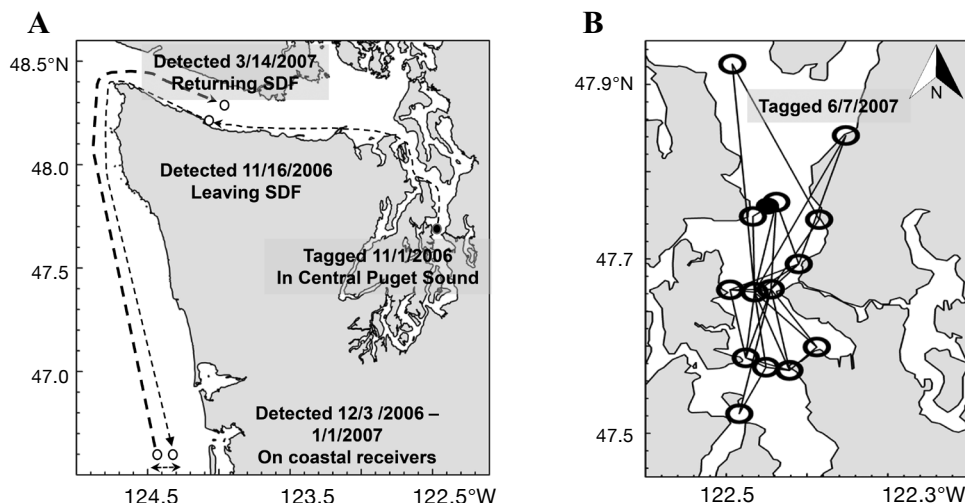 A
48.5°N
48.0
47.5
47.0
124.5
123.5
122.5°W
Detected 3/14/2007
Returning SDF
Detected 11/16/2006
Leaving SDF
Tagged 11/1/2006
In Central Puget Sound
Detected 12/3 /2006 –
1/1/2007
On coastal receivers
B
47.9°N
47.7
47.5
122.5
122.3°W
Tagged 6/7/2007
N